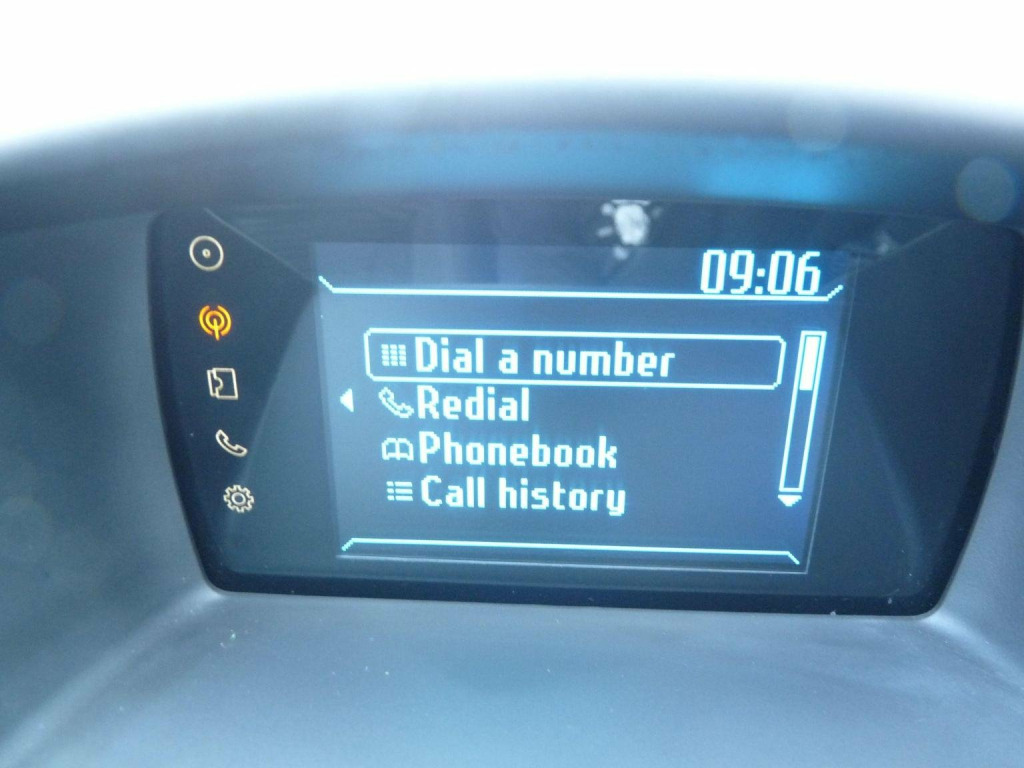 09:06
Dial a number
Redial
Phonebook
Call history